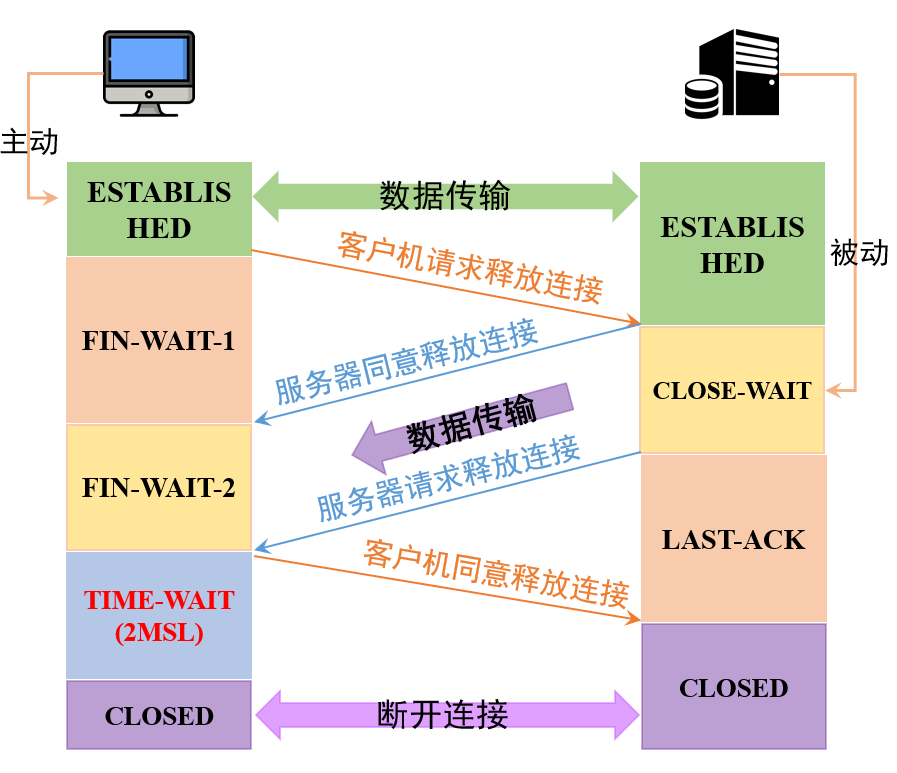 主动
ESTABLIS
HED
数据传输
ESTABLIS
HED
被动
客户机请求释放连接
FIN-WAIT-1
服务器同意释放连接
CLOSE-WAIT
数据传输
服务器请求释放连接
FIN-WAIT-2
LAST-ACK
客户机同意释放连接
TIME-WAIT
(2MSL)
CLOSED
断开连接
CLOSED